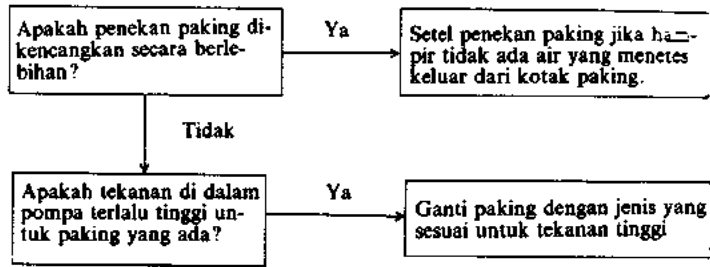 Apakah penekan paking di-
kencangkan secara berle-
bihan?
Ya
Setel penekan paking jika ham-
pir tidak ada air yang menetes
keluar dari kotak paking.
Tidak
Apakah tekanan di dalam
pompa terlalu tinggi un-
tuk paking yang ada?
Ya
Ganti paking dengan jenis yang
sesuai untuk tekanan tinggi